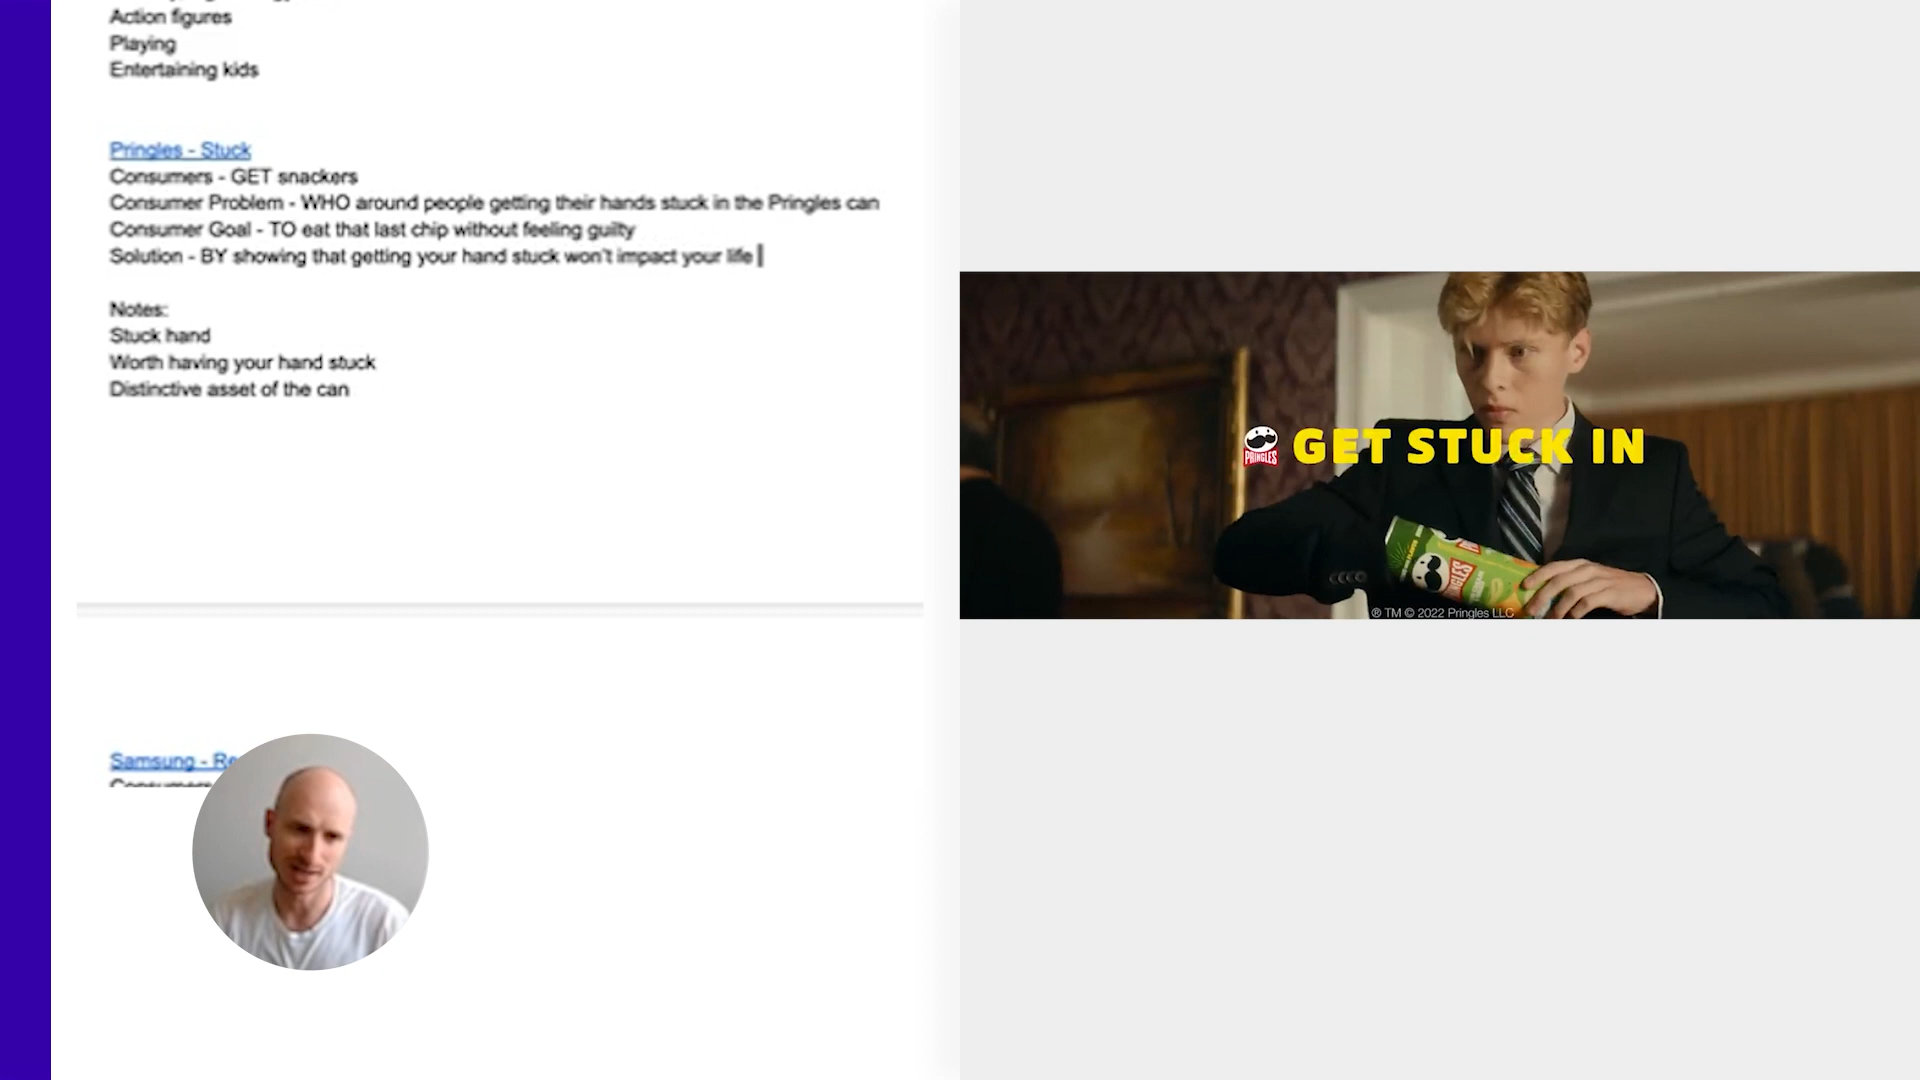 Action figures
Playing
Entertaining kids
Pringles - Stuck
Consumers - GET snackers
Consumer Problem - WHO around people getting their hands stuck in the Pringles can
Consumer Goal - TO eat that last chip without feeling guilty
Solution - BY showing that getting your hand stuck won't impact your life
Notes:
Stuck hand
Worth having your hand stuck
Distinctive asset of the can
Samsung -
Consumers
PRINGLES
GET STUCK IN
® TM © 2022 Pringles LLC